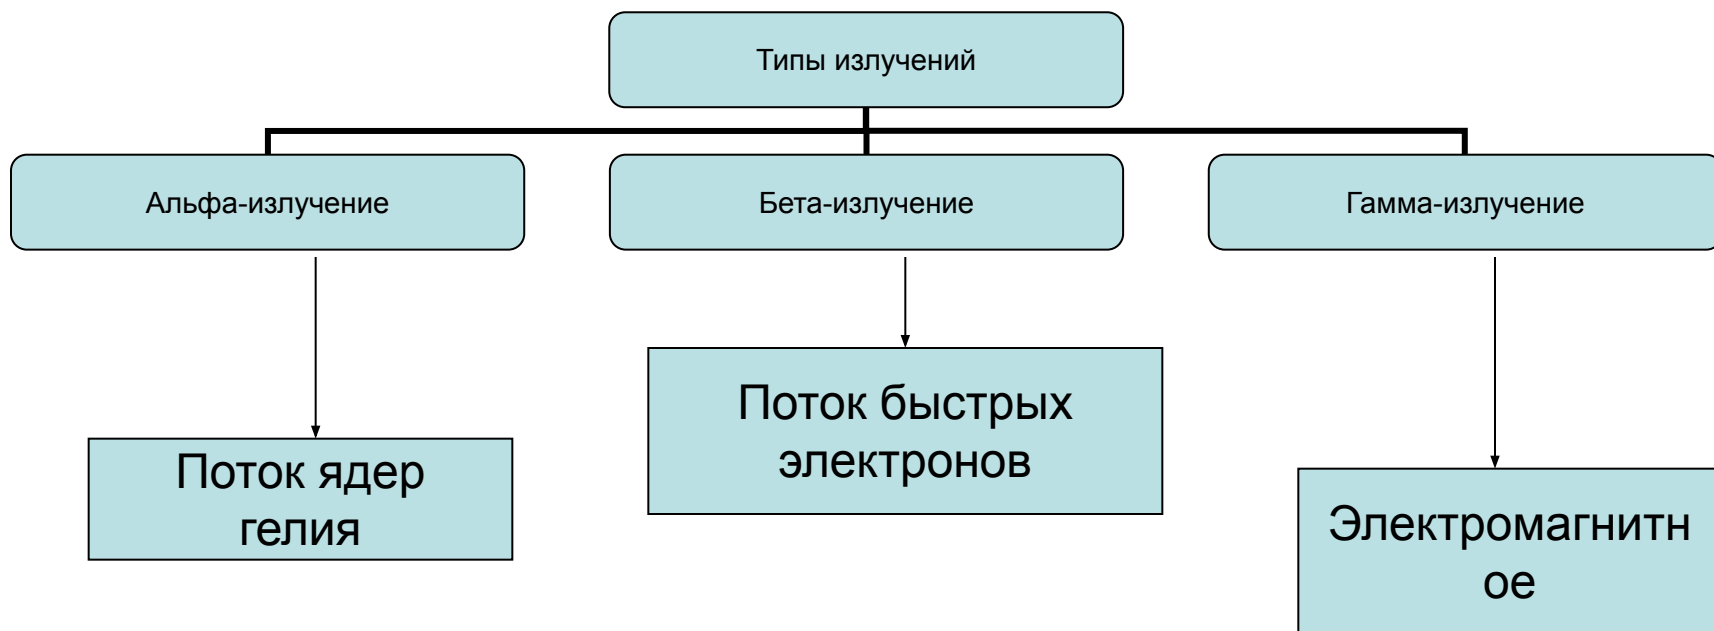 Типы излучений
Альфа-излучение
Бета-излучение
Гамма-излучение
Поток ядер
гелия
Поток быстрых
электронов
Электромагнитн
ое